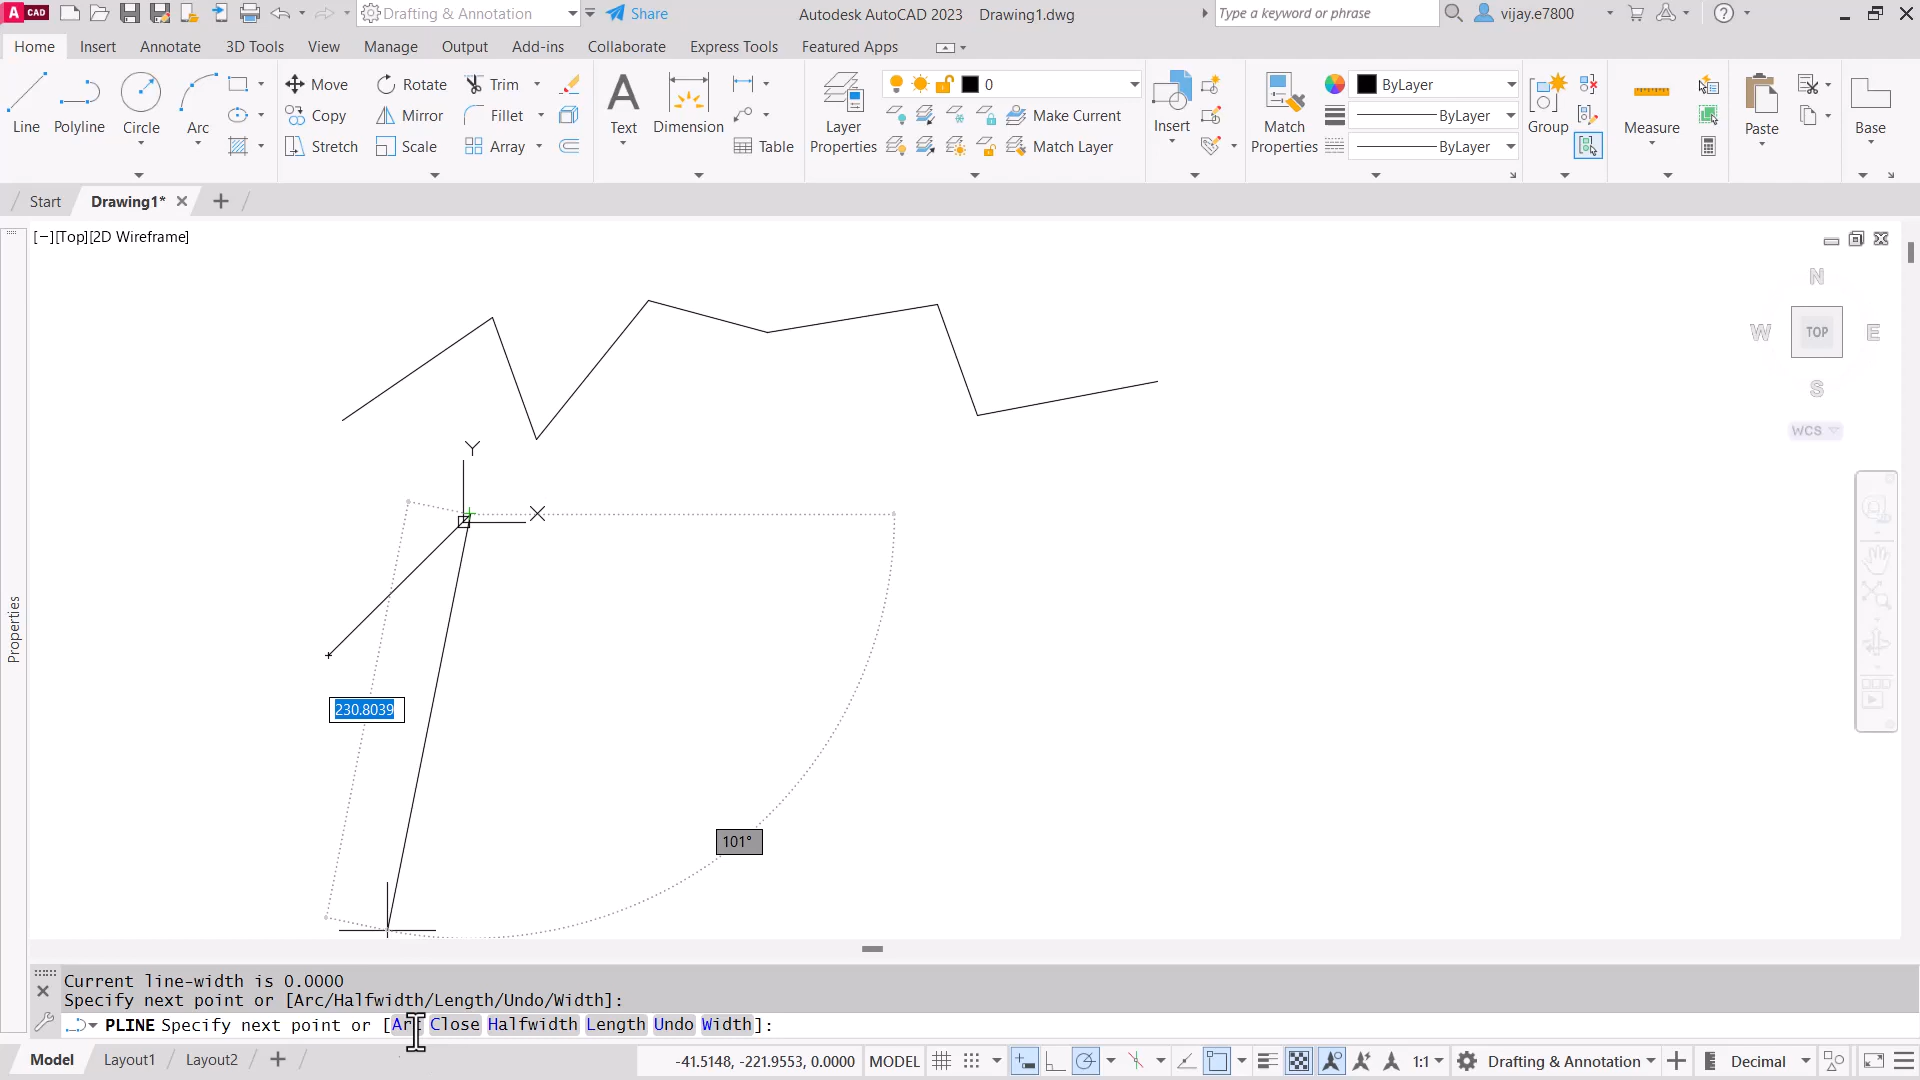 A CAD
Drafting & Annotation
Share
Autodesk AutoCAD 2023 Drawing1.dwg
Type a keyword or phrase
vijay.e7800
Home Insert Annotate 3D Tools View Manage Output Add-ins Collaborate Express Tools Featured Apps
Line
Polyline
Circle
Arc
Move Rotate Trim
Copy Mirror Fillet
Stretch Scale Array
Text
Dimension
Table
Layer
Properties
0
Make Current
Match Layer
Insert
Match
Properties
ByLayer
ByLayer
ByLayer
Group
Measure
Paste
Base
Start Drawing1*
[−][Top][2D Wireframe]
N
W TOP E
S
WCS
Y
X
Properties
230.8039
101°
Current line-width is 0.0000
Specify next point or [Arc/Halfwidth/Length/Undo/Width]:
PLINE Specify next point or [Arc Close Halfwidth Length Undo Width]:
Model Layout1 Layout2
-41.5148, -221.9553, 0.0000 MODEL 1:1 Drafting & Annotation Decimal